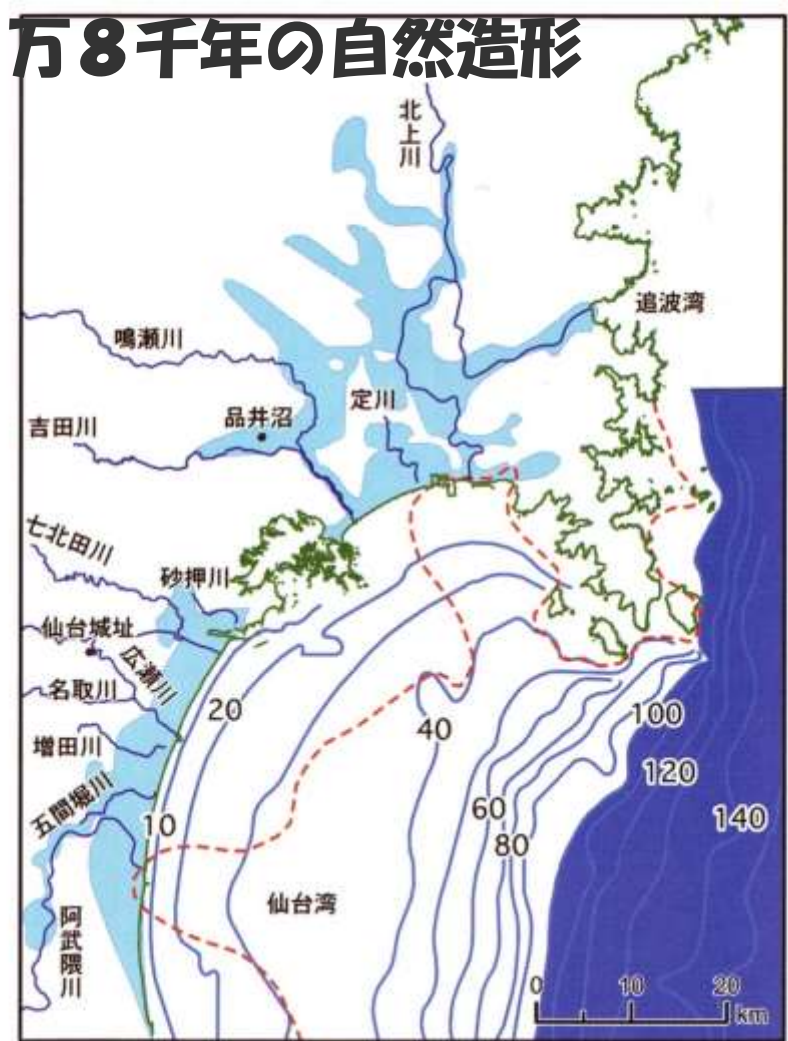 万８千年の自然造形
北上川
追波湾
鳴瀬川
定川
品井沼
吉田川
七北田川
砂押川
仙台城址
広瀬川
名取川
20
100
40
増田川
120
五間堀川
60
140
10
80
仙台湾
阿武隈川
0 10 20
km